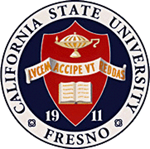 CALIFORNIA STATE UNIVERSITY
LVCEM ACCIPE VT REDDAS
19 11
• FRESNO •